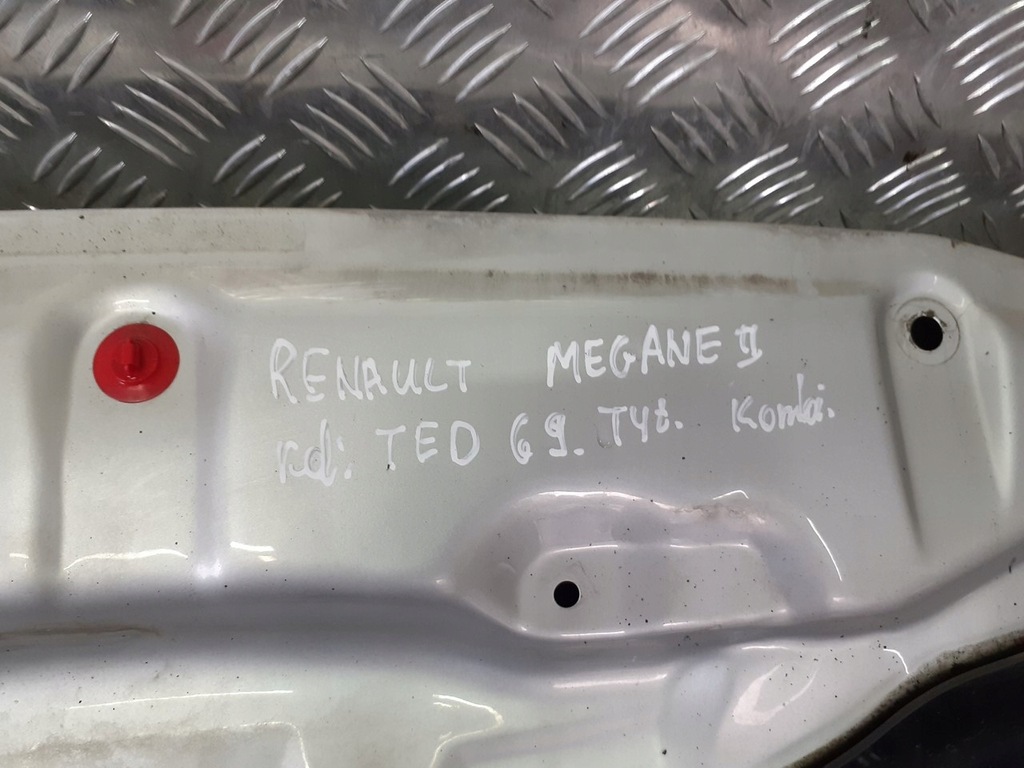 RENAULT MEGANE II
kol: TED 69. TYŁ. Kombi.